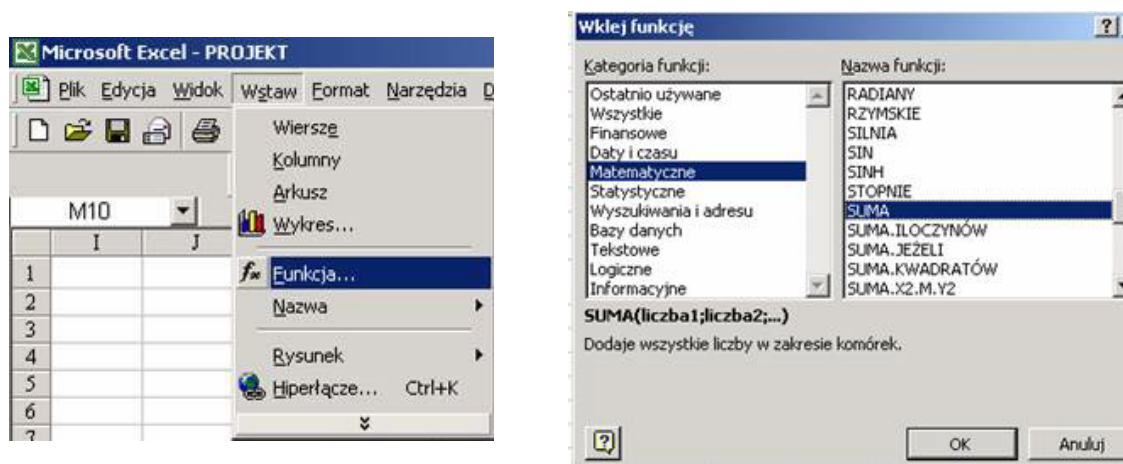 Microsoft Excel - PROJEKT
Plik Edycja Widok Wstaw Format Narzędzia D
M10
I J
1
2
3
4
5
6
7
Wiersze
Kolumny
Arkusz
Wykres...
Funkcja...
Nazwa
Rysunek
Hiperłącze... Ctrl+K
Wklej funkcję
Kategoria funkcji:
Ostatnio używane
Wszystkie
Finansowe
Daty i czasu
Matematyczne
Statystyczne
Wyszukiwania i adresu
Bazy danych
Tekstowe
Logiczne
Informacyjne
Nazwa funkcji:
RADIANY
RZYMSKIE
SILNIA
SIN
SINH
STOPNIE
SUMA
SUMA.ILOCZYNÓW
SUMA.JEŻELI
SUMA.KWADRATÓW
SUMA.X2.M.Y2
SUMA(liczba1;liczba2;...)
Dodaje wszystkie liczby w zakresie komórek.
OK Anuluj